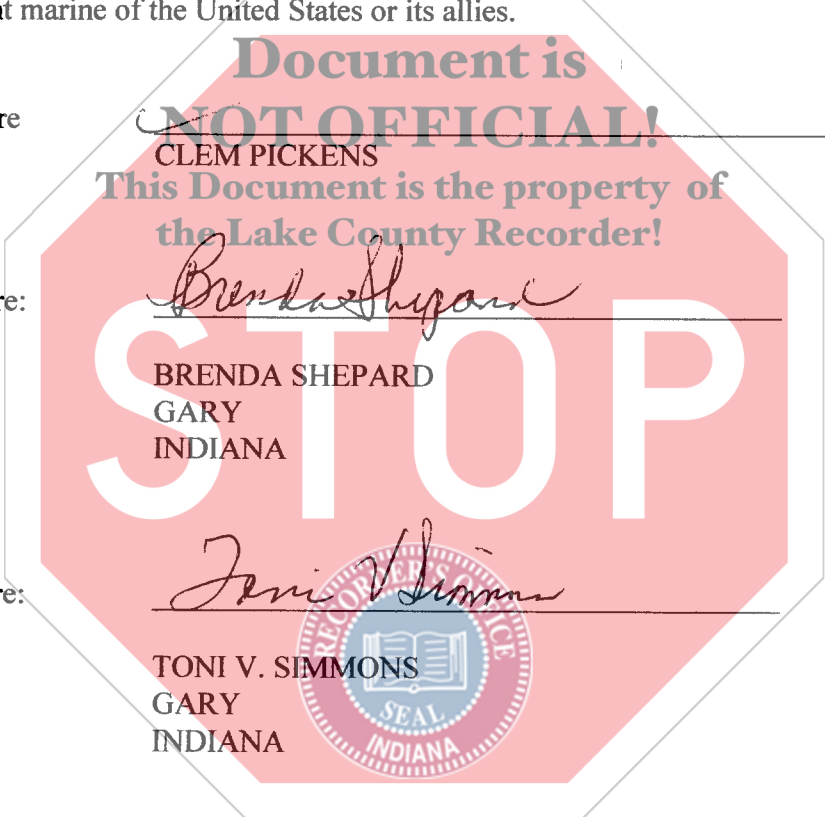 t marine of the United States or its allies.
Document is
NOT OFFICIAL!
re
CLEM PICKENS
This Document is the property of
the Lake County Recorder!
re: Brenda Shepard
STOP
BRENDA SHEPARD
GARY
INDIANA
e: Toni V Simmons
RECORDER'S OFFICE
TONI V. SIMMONS
GARY
SEAL
INDIANA
INDIANA